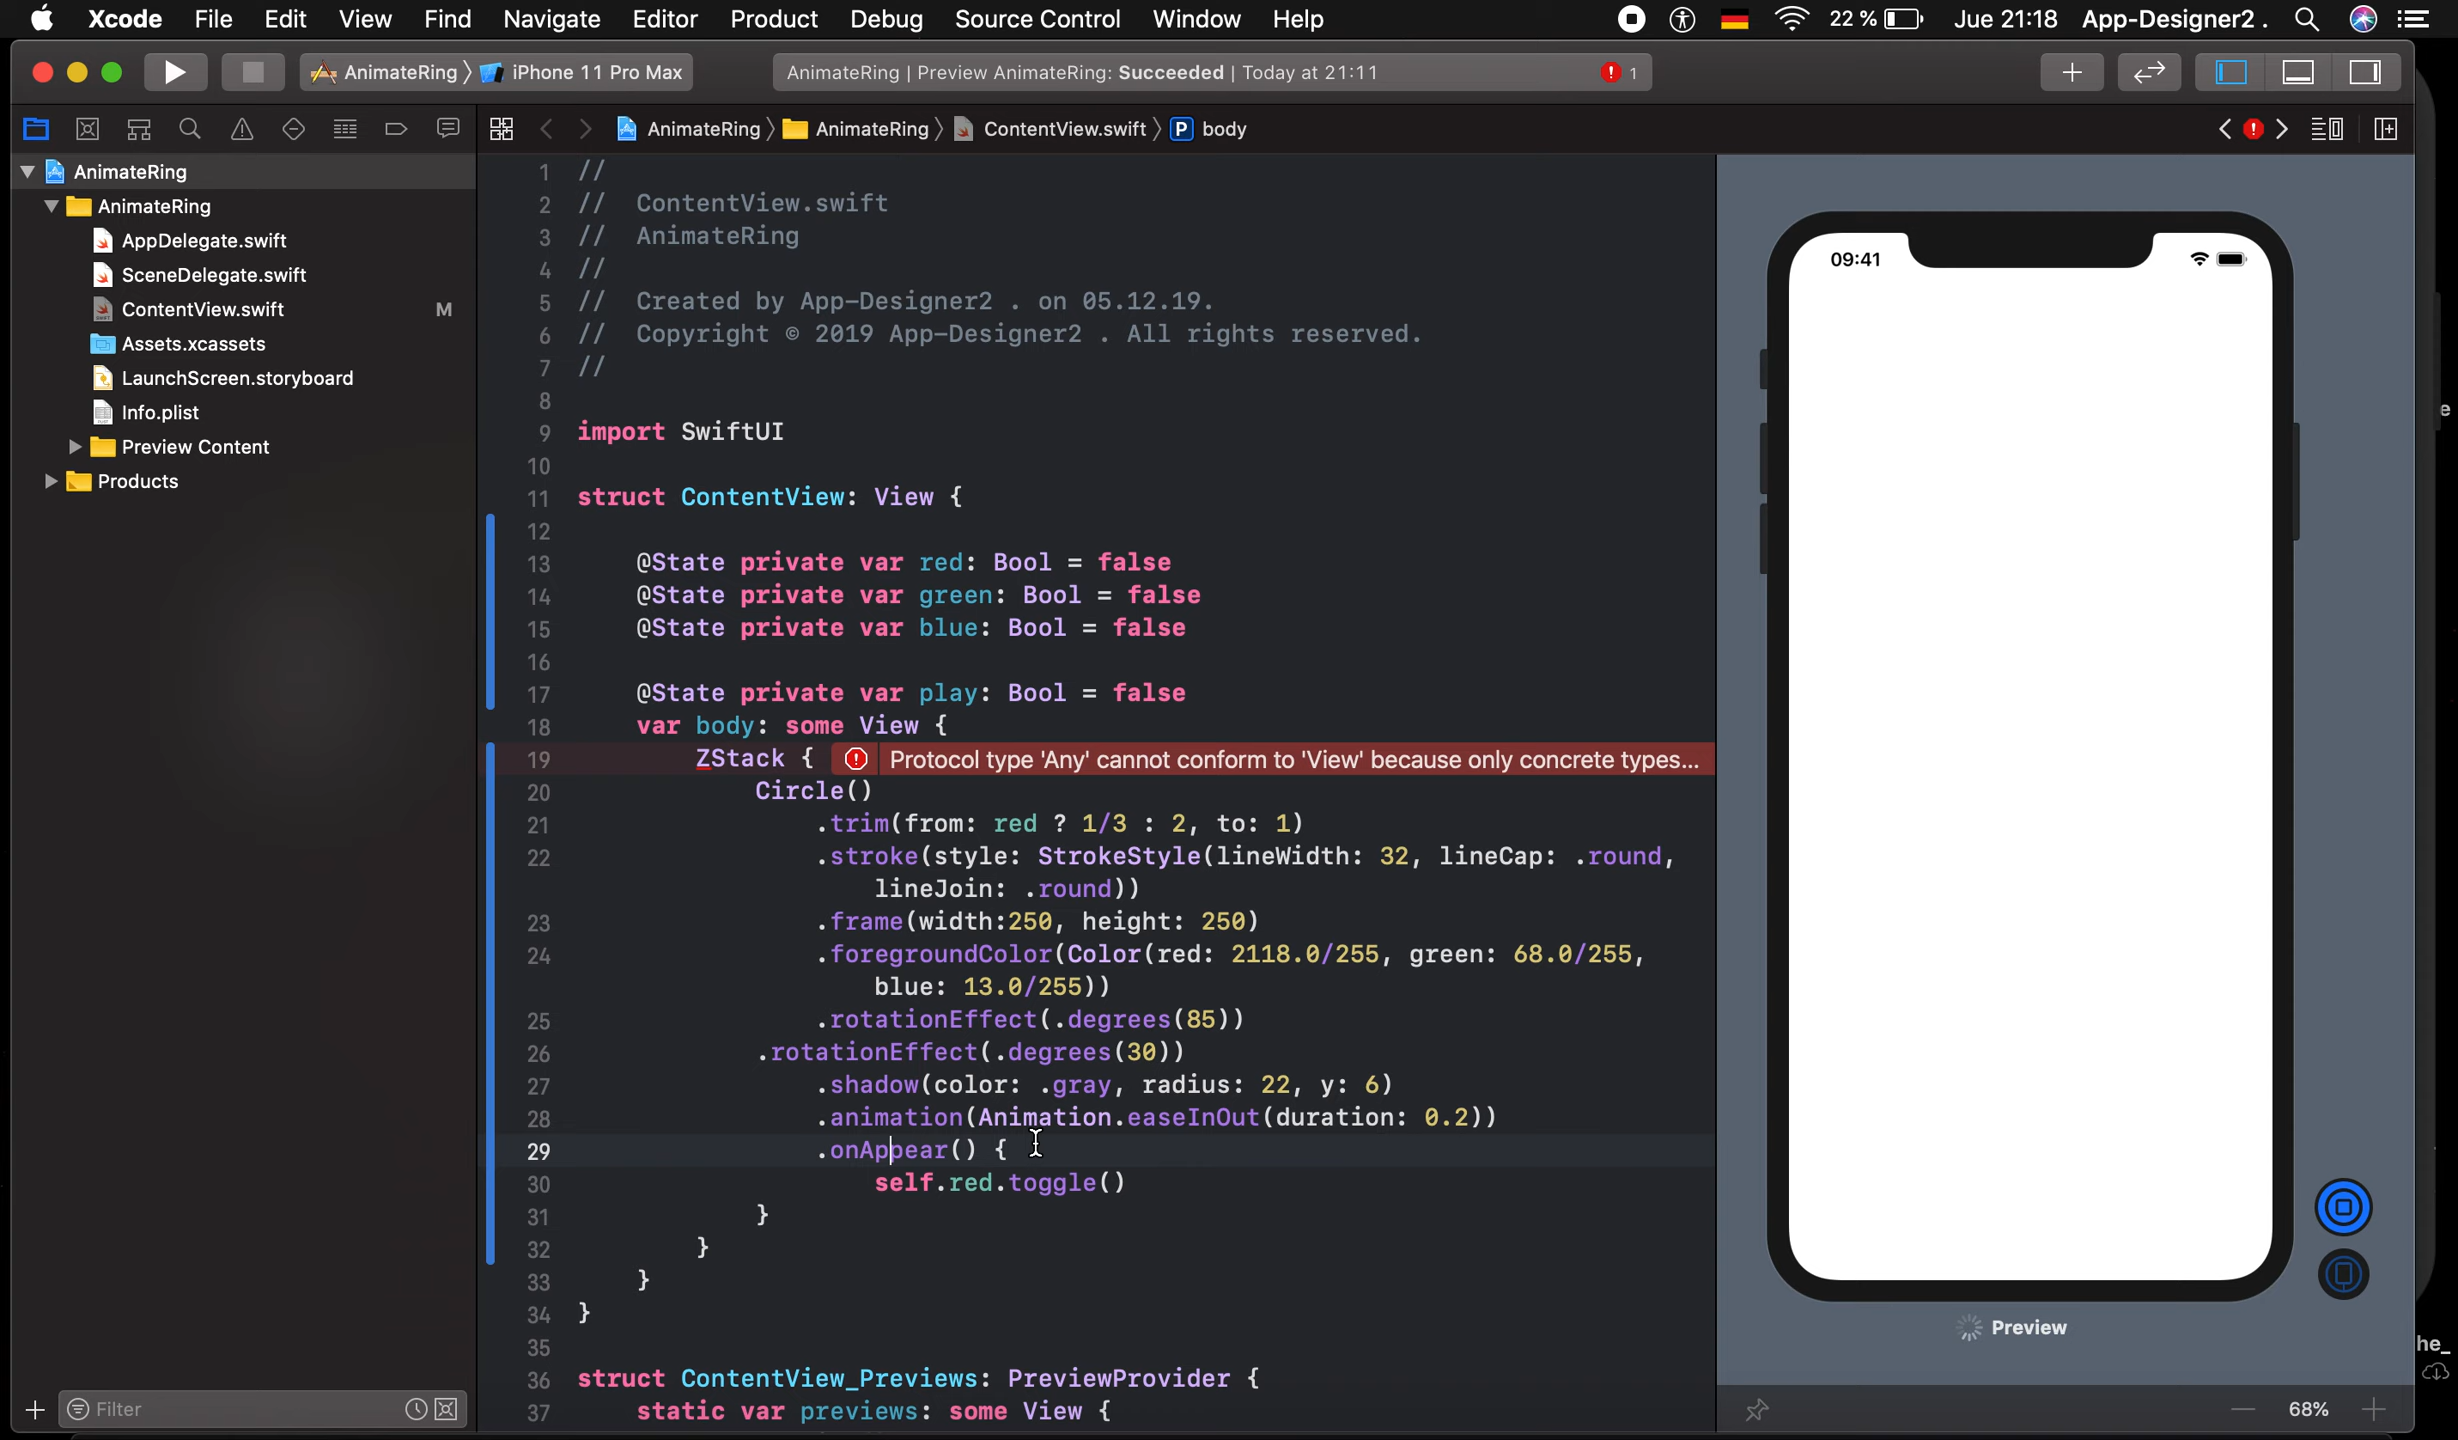 Xcode File Edit View Find Navigate Editor Product Debug Source Control Window Help 22 % Jue 21:18 App-Designer2 .
AnimateRing iPhone 11 Pro Max AnimateRing | Preview AnimateRing: Succeeded | Today at 21:11 1
AnimateRing AnimateRing ContentView.swift P body
AnimateRing
AnimateRing
AppDelegate.swift
SceneDelegate.swift
ContentView.swift M
Assets.xcassets
LaunchScreen.storyboard
Info.plist
Preview Content
Products
Filter
1 //
2 // ContentView.swift
3 // AnimateRing
4 //
5 // Created by App-Designer2 . on 05.12.19.
6 // Copyright © 2019 App-Designer2 . All rights reserved.
7 //
8
9 import SwiftUI
10
11 struct ContentView: View {
12
13 @State private var red: Bool = false
14 @State private var green: Bool = false
15 @State private var blue: Bool = false
16
17 @State private var play: Bool = false
18 var body: some View {
19 ZStack { Protocol type 'Any' cannot conform to 'View' because only concrete types...
20 Circle()
21 .trim(from: red ? 1/3 : 2, to: 1)
22 .stroke(style: StrokeStyle(lineWidth: 32, lineCap: .round,
lineJoin: .round))
23 .frame(width:250, height: 250)
24 .foregroundColor(Color(red: 2118.0/255, green: 68.0/255,
blue: 13.0/255))
25 .rotationEffect(.degrees(85))
26 .rotationEffect(.degrees(30))
27 .shadow(color: .gray, radius: 22, y: 6)
28 .animation(Animation.easeInOut(duration: 0.2))
29 .onAppear() {
30 self.red.toggle()
31 }
32 }
33 }
34 }
35
36 struct ContentView_Previews: PreviewProvider {
37 static var previews: some View {
09:41
Preview
68%
e
he_